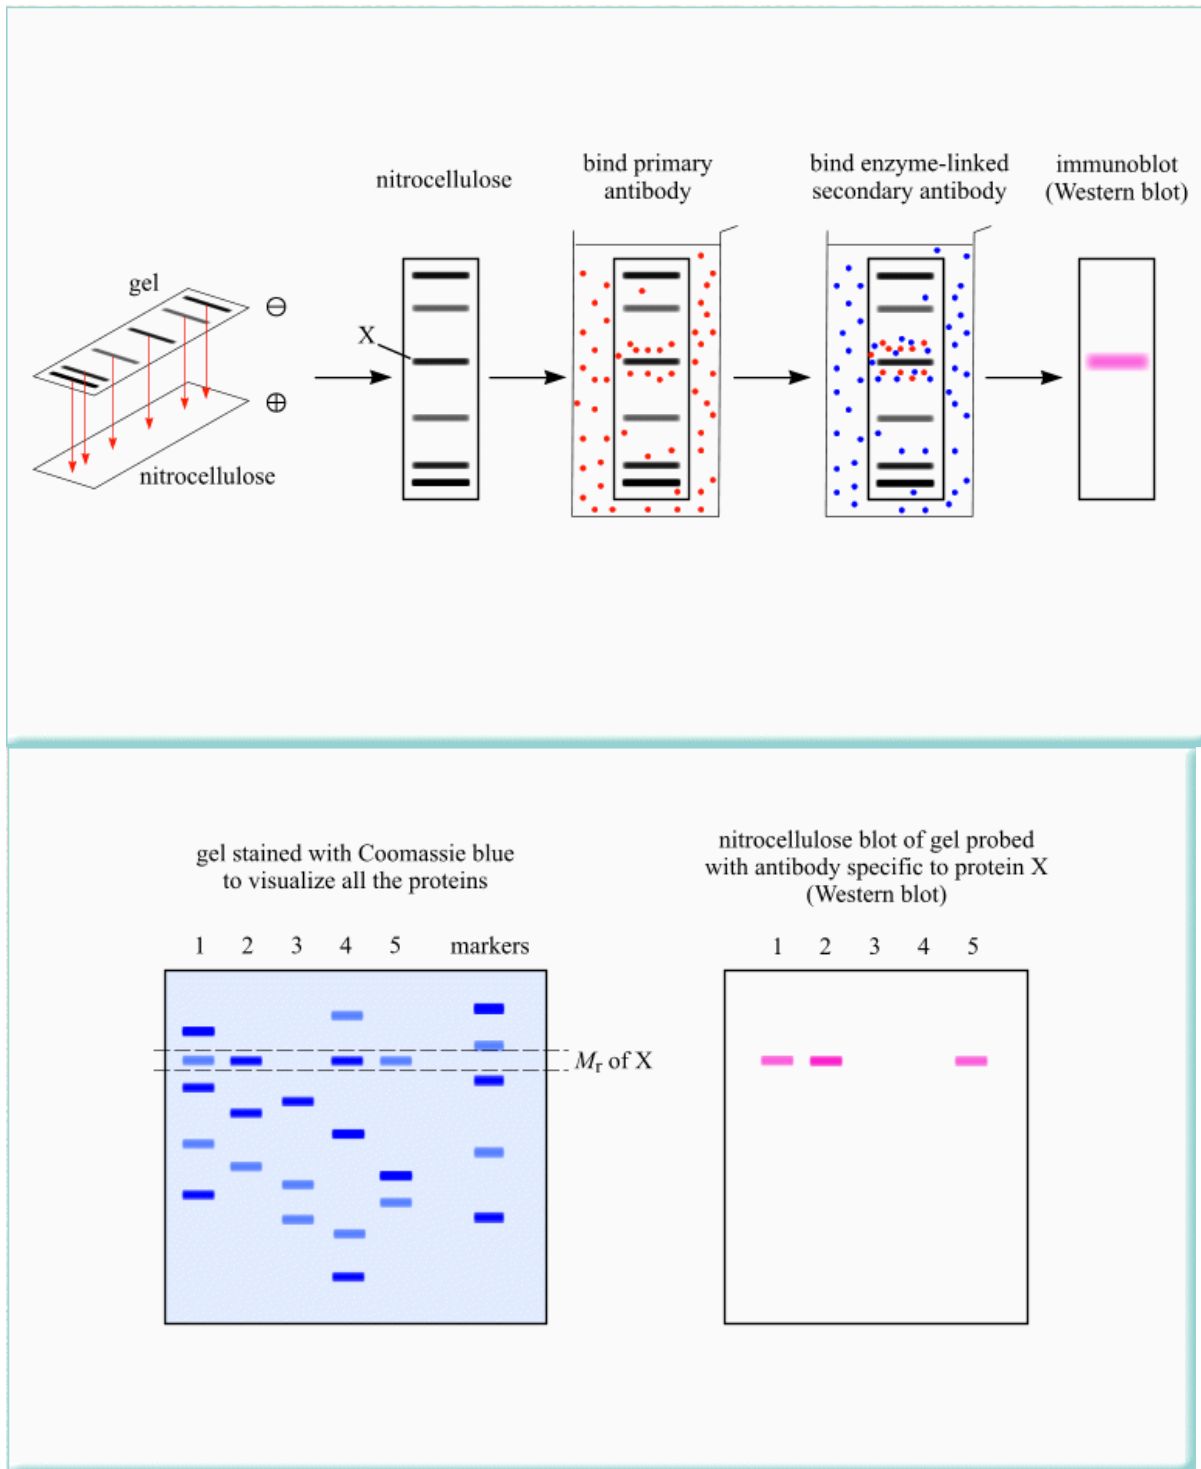 nitrocellulose
bind primary
antibody
bind enzyme-linked
secondary antibody
immunoblot
(Western blot)
gel
⊖
X
⊕
nitrocellulose
gel stained with Coomassie blue
to visualize all the proteins
1 2 3 4 5 markers
Mr of X
nitrocellulose blot of gel probed
with antibody specific to protein X
(Western blot)
1 2 3 4 5